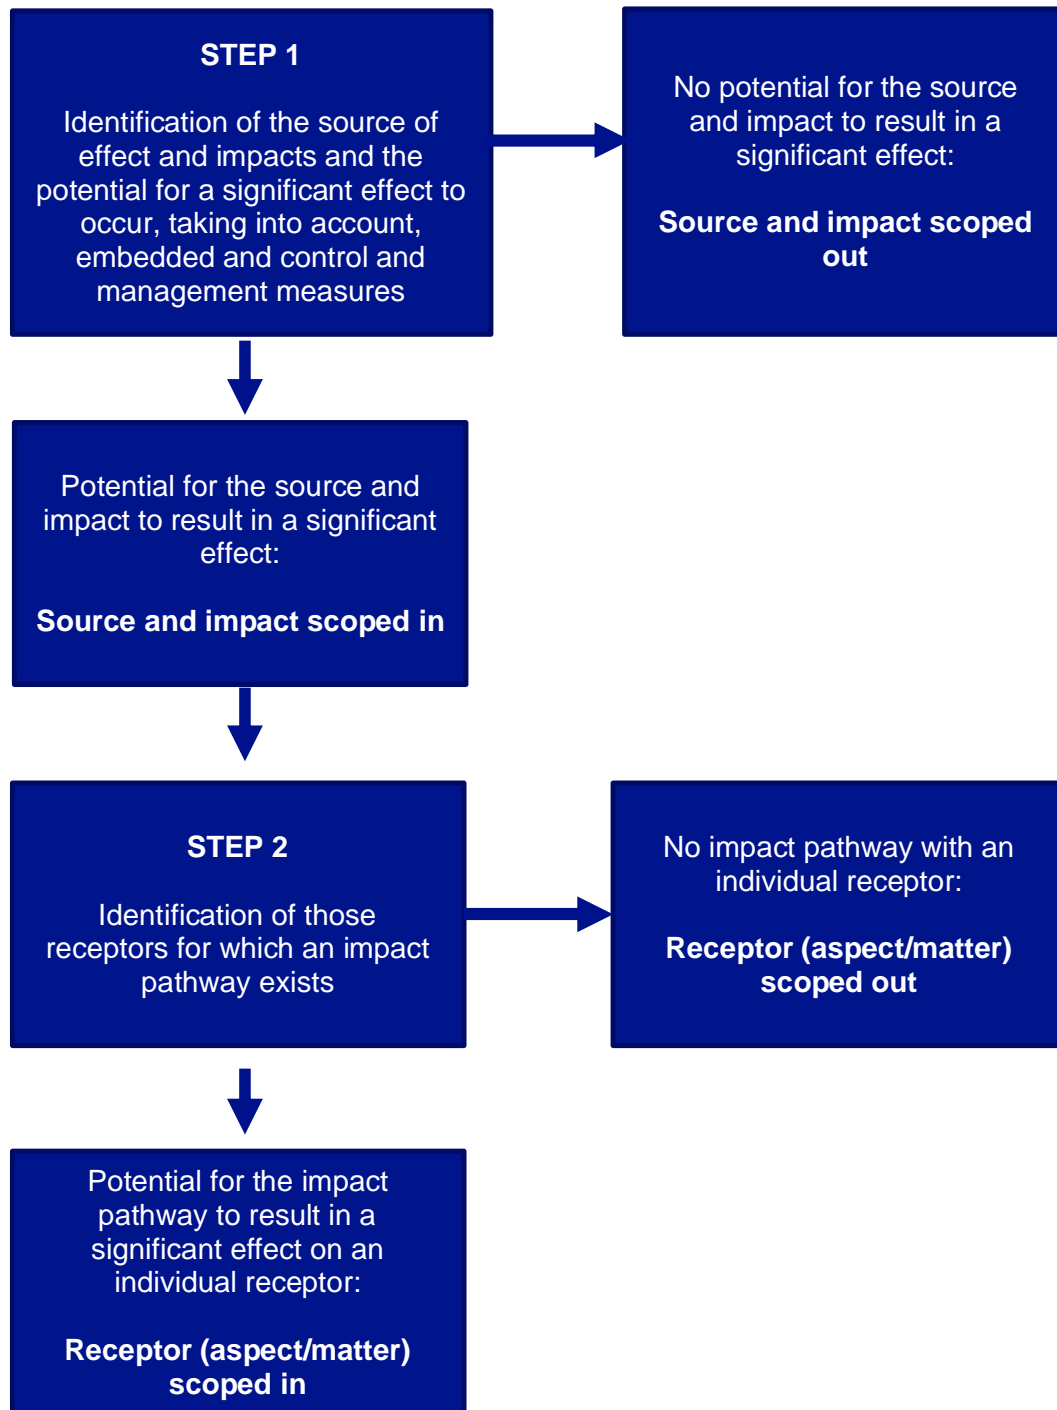 STEP 1
Identification of the source of
effect and impacts and the
potential for a significant effect to
occur, taking into account,
embedded and control and
management measures
No potential for the source
and impact to result in a
significant effect:
Source and impact scoped
out
Potential for the source and
impact to result in a significant
effect:
Source and impact scoped in
STEP 2
Identification of those
receptors for which an impact
pathway exists
No impact pathway with an
individual receptor:
Receptor (aspect/matter)
scoped out
Potential for the impact
pathway to result in a
significant effect on an
individual receptor:
Receptor (aspect/matter)
scoped in